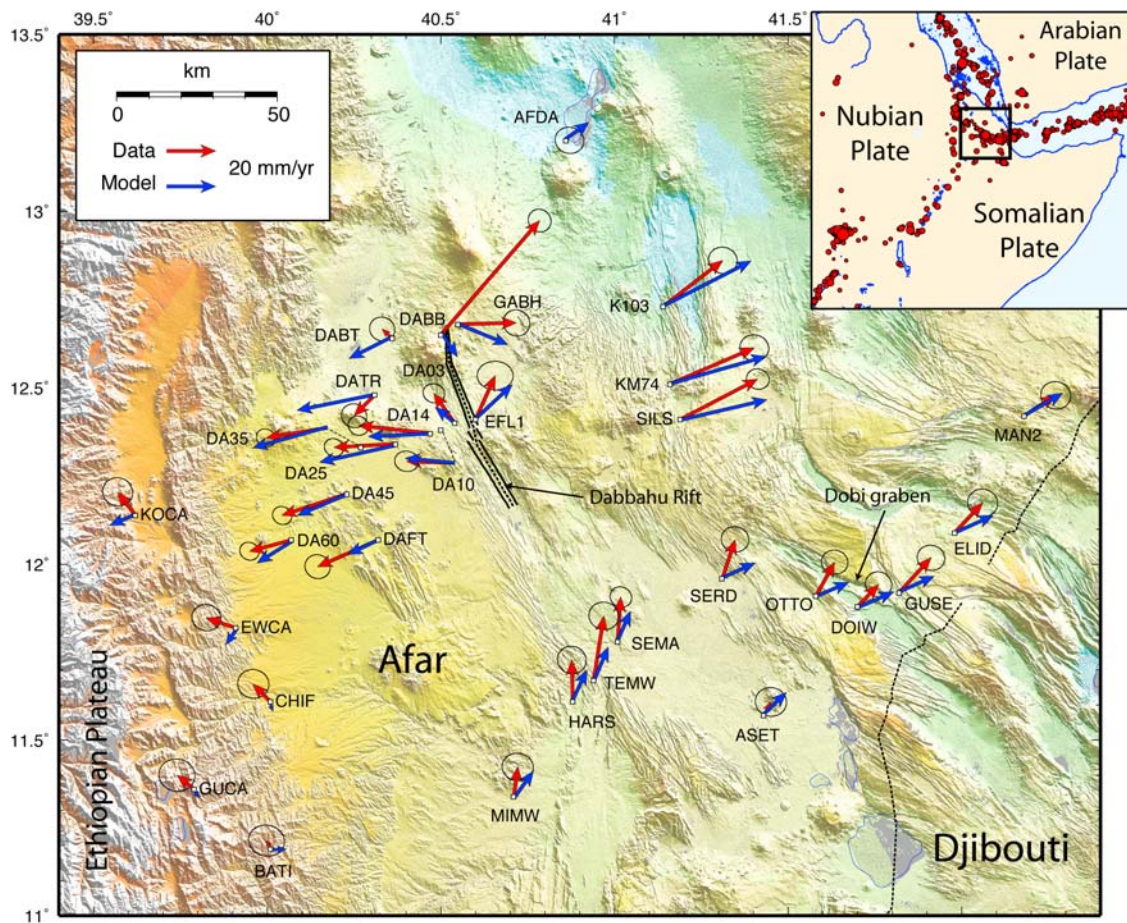 39.5°
40°
40.5°
41°
41.5°
13.5°
13°
12.5°
12°
11.5°
11°
km
0
50
Data
Model
20 mm/yr
Arabian
Plate
Nubian
Plate
Somalian
Plate
AFDA
K103
GABH
DABB
DABT
DA03
DATR
KM74
DA14
EFL1
SILS
MAN2
DA35
DA25
DA10
Dabbahu Rift
Dobi graben
DA45
KOCA
ELID
DA60
DAFT
SERD
OTTO
GUSE
DOIW
EWCA
SEMA
Afar
TEMW
CHIF
HARS
ASET
GUCA
MIMW
BATI
Ethiopian Plateau
Djibouti